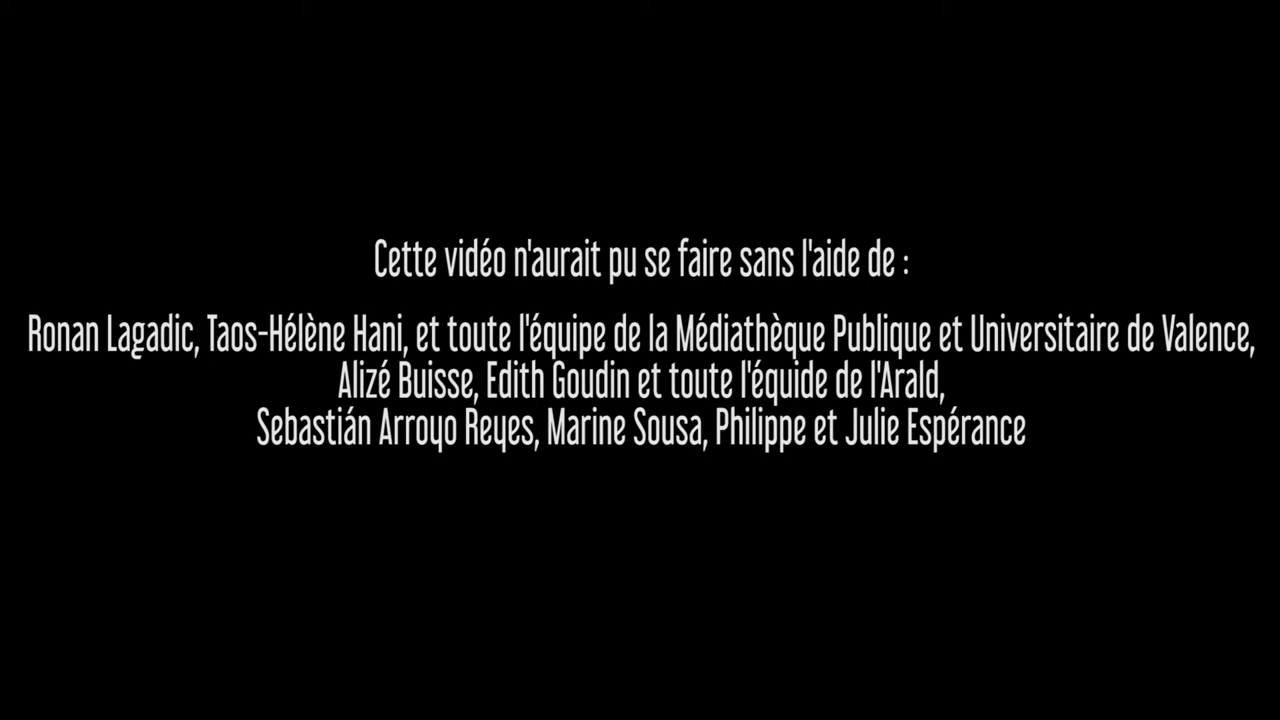 Cette vidéo n'aurait pu se faire sans l'aide de :
Ronan Lagadic, Taos-Hélène Hani, et toute l'équipe de la Médiathèque Publique et Universitaire de Valence,
Alizé Buisse, Edith Goudin et toute l'équide de l'Arald,
Sebastián Arroyo Reyes, Marine Sousa, Philippe et Julie Espérance